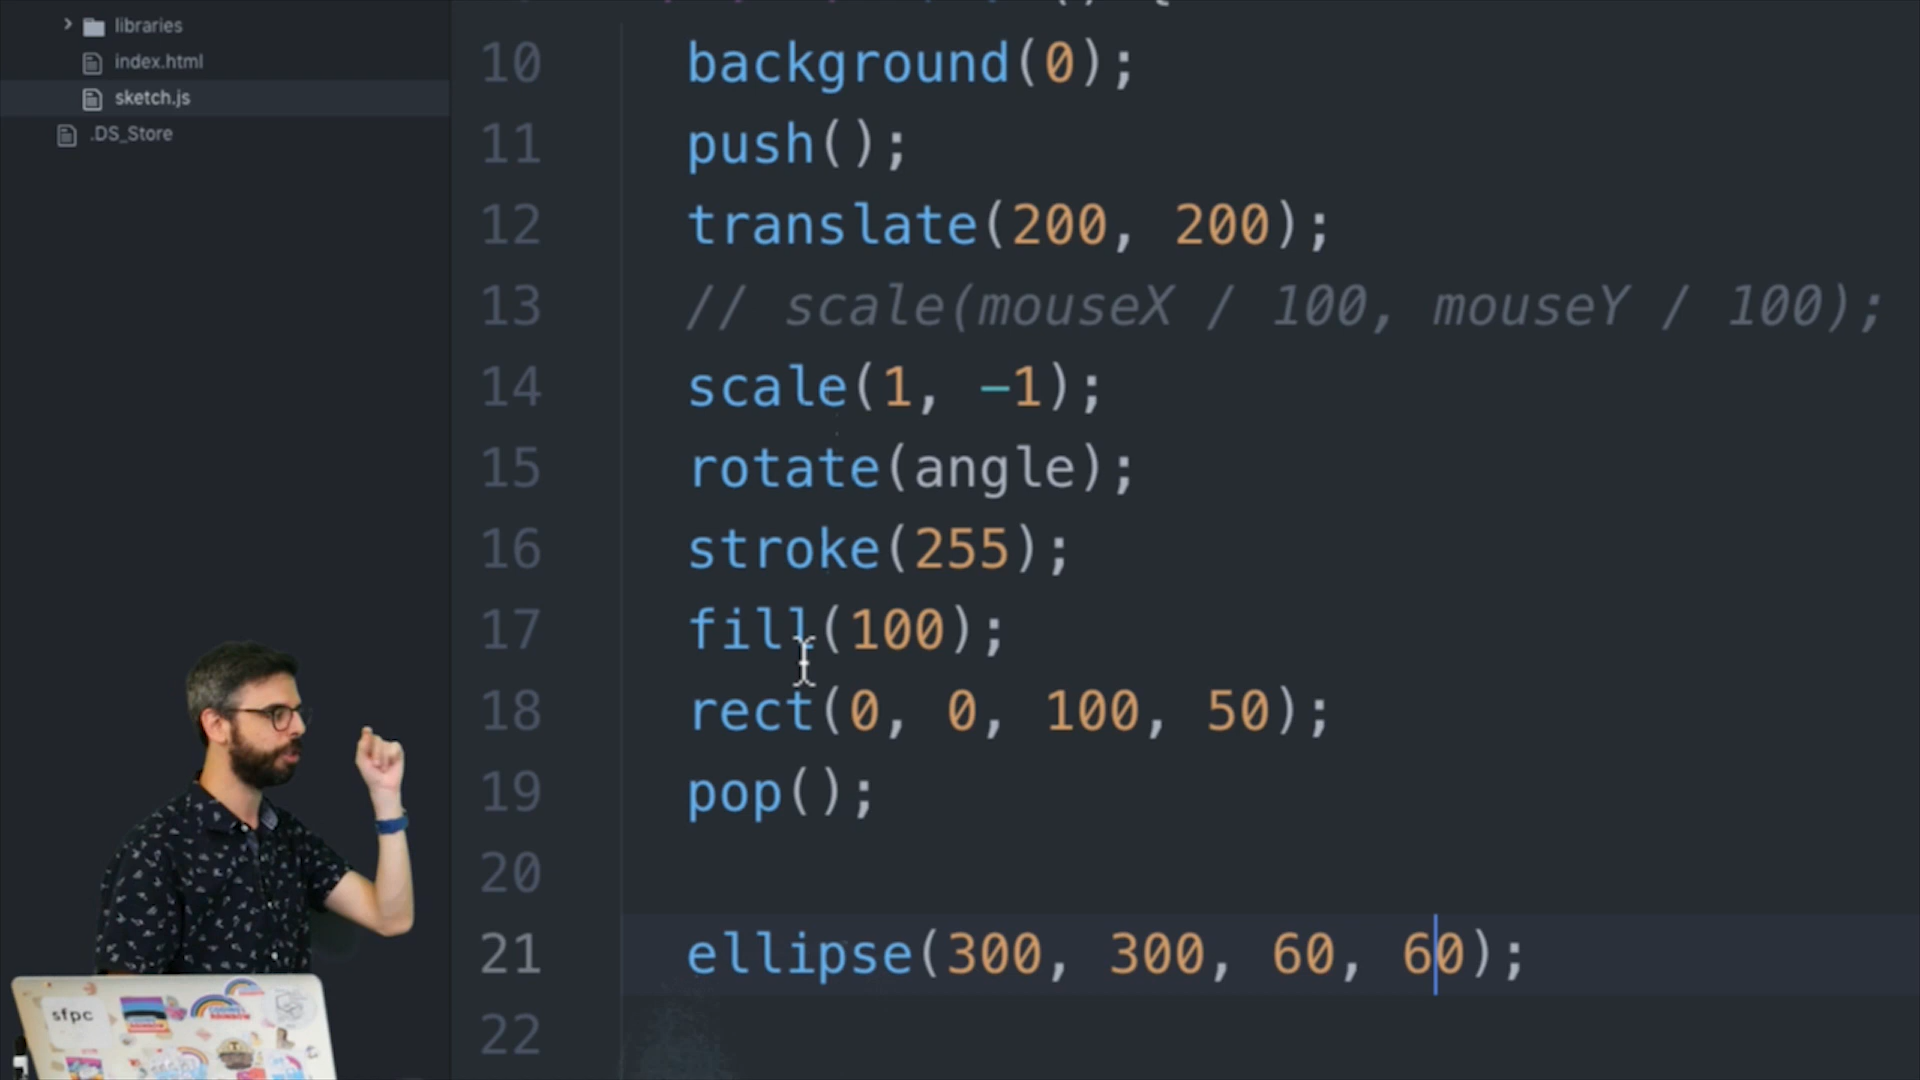 libraries
index.html
sketch.js
.DS_Store
10 background(0);
11 push();
12 translate(200, 200);
13 // scale(mouseX / 100, mouseY / 100);
14 scale(1, -1);
15 rotate(angle);
16 stroke(255);
17 fill(100);
18 rect(0, 0, 100, 50);
19 pop();
20
21 ellipse(300, 300, 60, 60);
22
sfpc